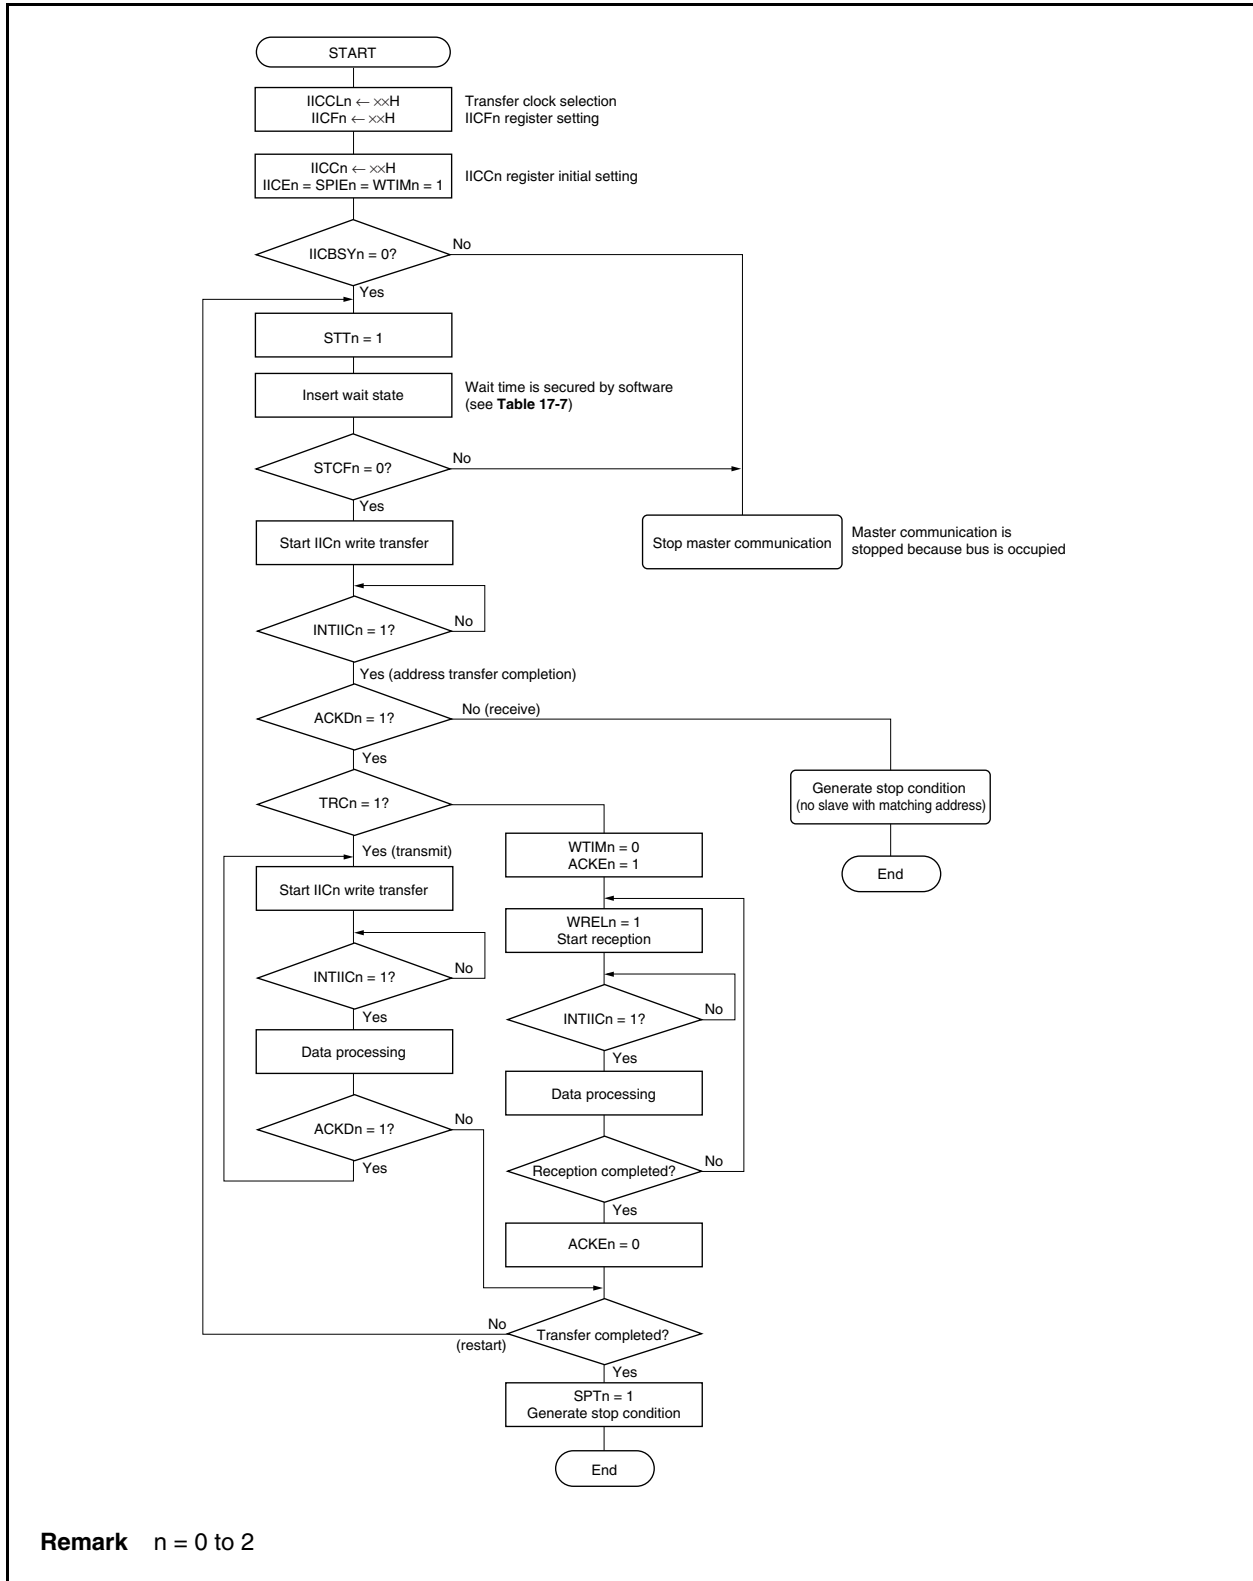 START
IICCLn ← ××H
IICFn ← ××H
Transfer clock selection
IICFn register setting
IICCn ← ××H
IICEn = SPIEn = WTIMn = 1
IICCn register initial setting
IICBSYn = 0?
No
Yes
STTn = 1
Insert wait state
Wait time is secured by software
(see Table 17-7)
STCFn = 0?
No
Yes
Start IICn write transfer
Stop master communication
Master communication is
stopped because bus is occupied
INTIICn = 1?
No
Yes (address transfer completion)
ACKDn = 1?
No (receive)
Yes
Generate stop condition
(no slave with matching address)
End
TRCn = 1?
Yes (transmit)
WTIMn = 0
ACKEn = 1
Start IICn write transfer
WRELn = 1
Start reception
INTIICn = 1?
No
Yes
INTIICn = 1?
No
Yes
Data processing
Data processing
ACKDn = 1?
No
Yes
Reception completed?
No
Yes
ACKEn = 0
Transfer completed?
No
(restart)
Yes
SPTn = 1
Generate stop condition
End
Remark n = 0 to 2